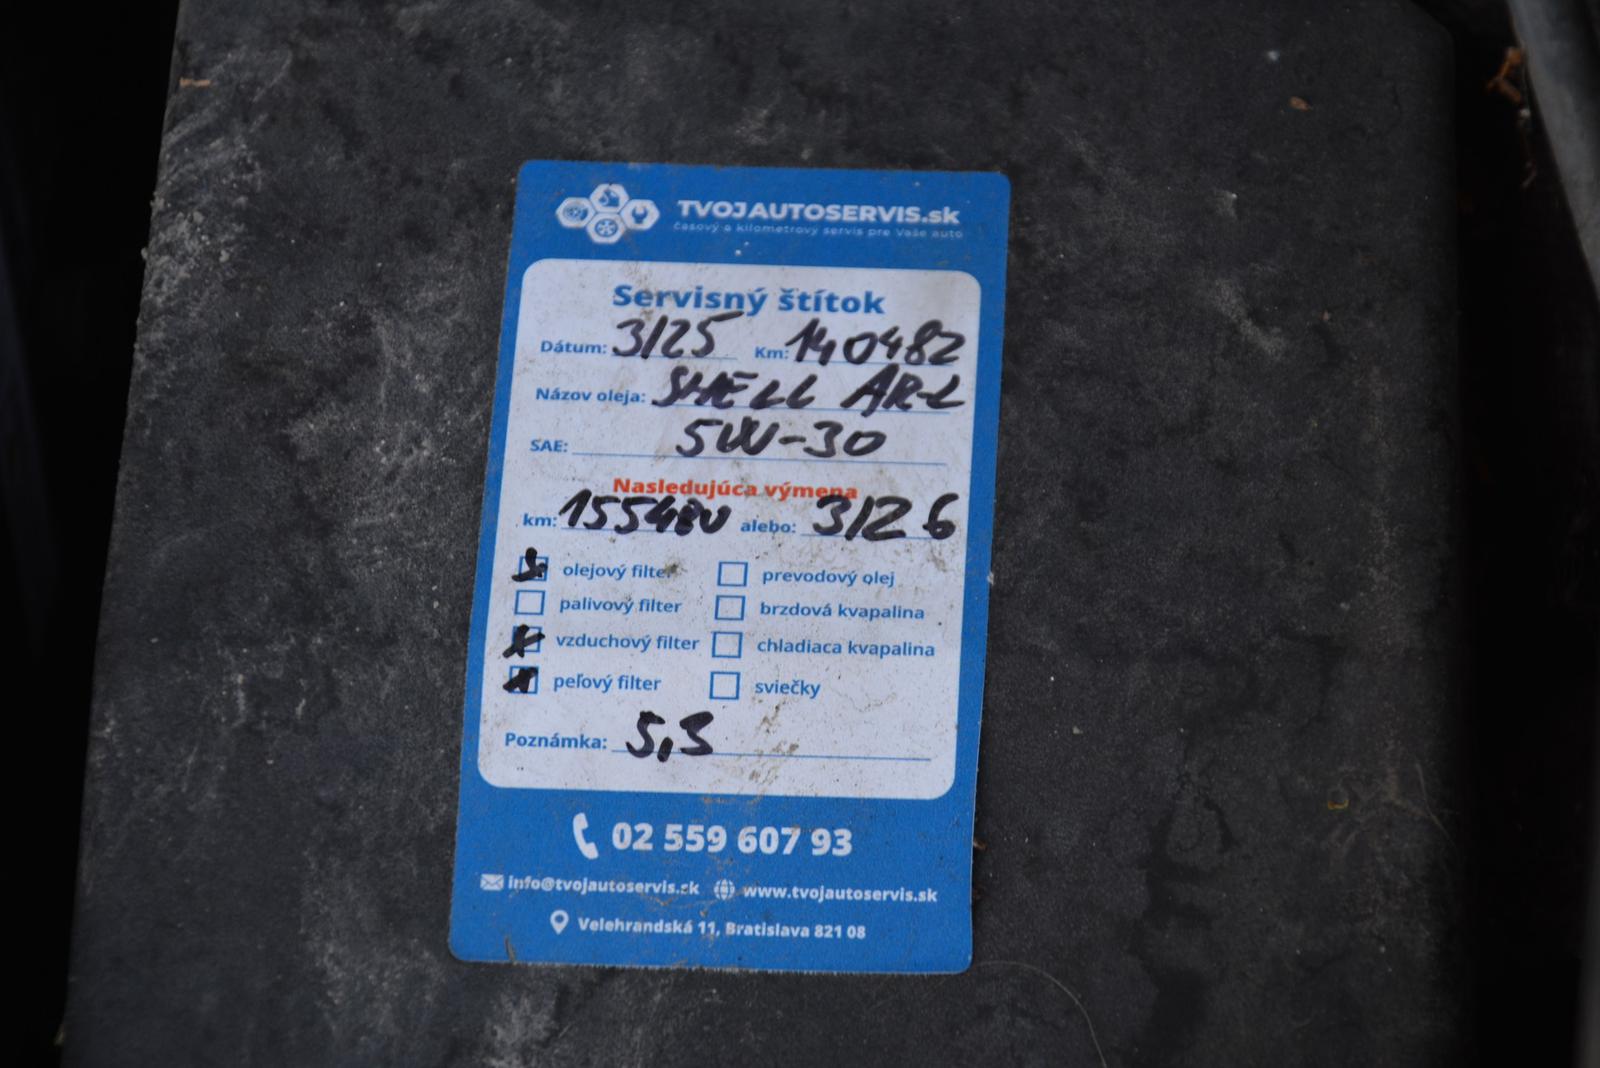 TVOJAUTOSERVIS.sk
časový a kilometrový servis pre Vaše auto
Servisný štítok
Dátum: 3/25 Km: 140482
Názov oleja: SHELL AR-L
SAE: 5W-30
Nasledujúca výmena
km: 155480 alebo: 3/26
olejový filter prevodový olej
palivový filter brzdová kvapalina
vzduchový filter chladiaca kvapalina
peľový filter sviečky
Poznámka: 5,5
02 559 607 93
info@tvojautoservis.sk www.tvojautoservis.sk
Velehrandská 11, Bratislava 821 08